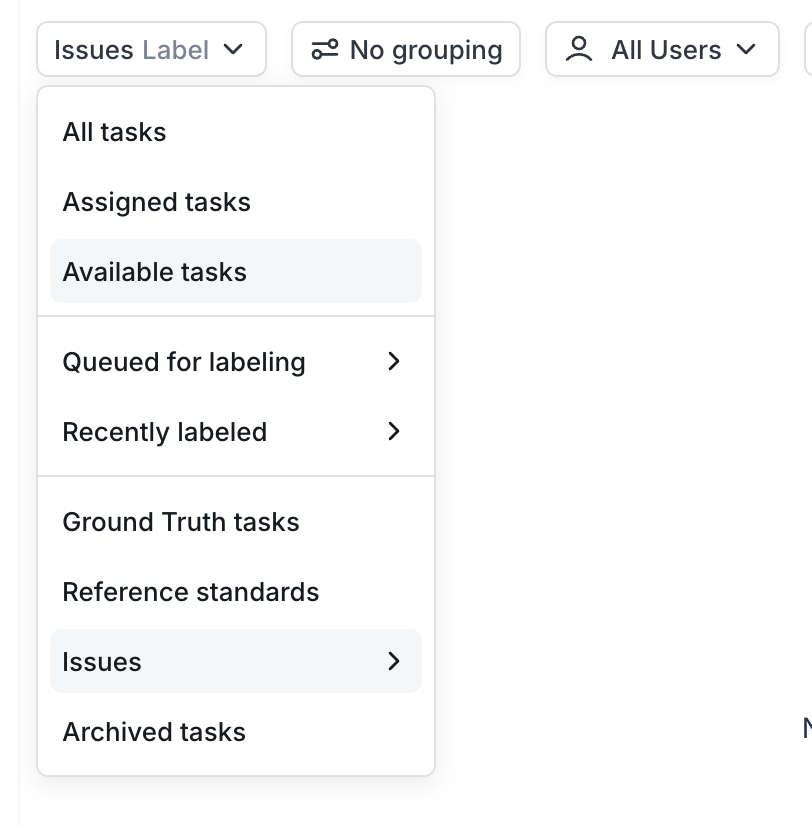 Issues Label No grouping All Users
All tasks
Assigned tasks
Available tasks
Queued for labeling
Recently labeled
Ground Truth tasks
Reference standards
Issues
Archived tasks